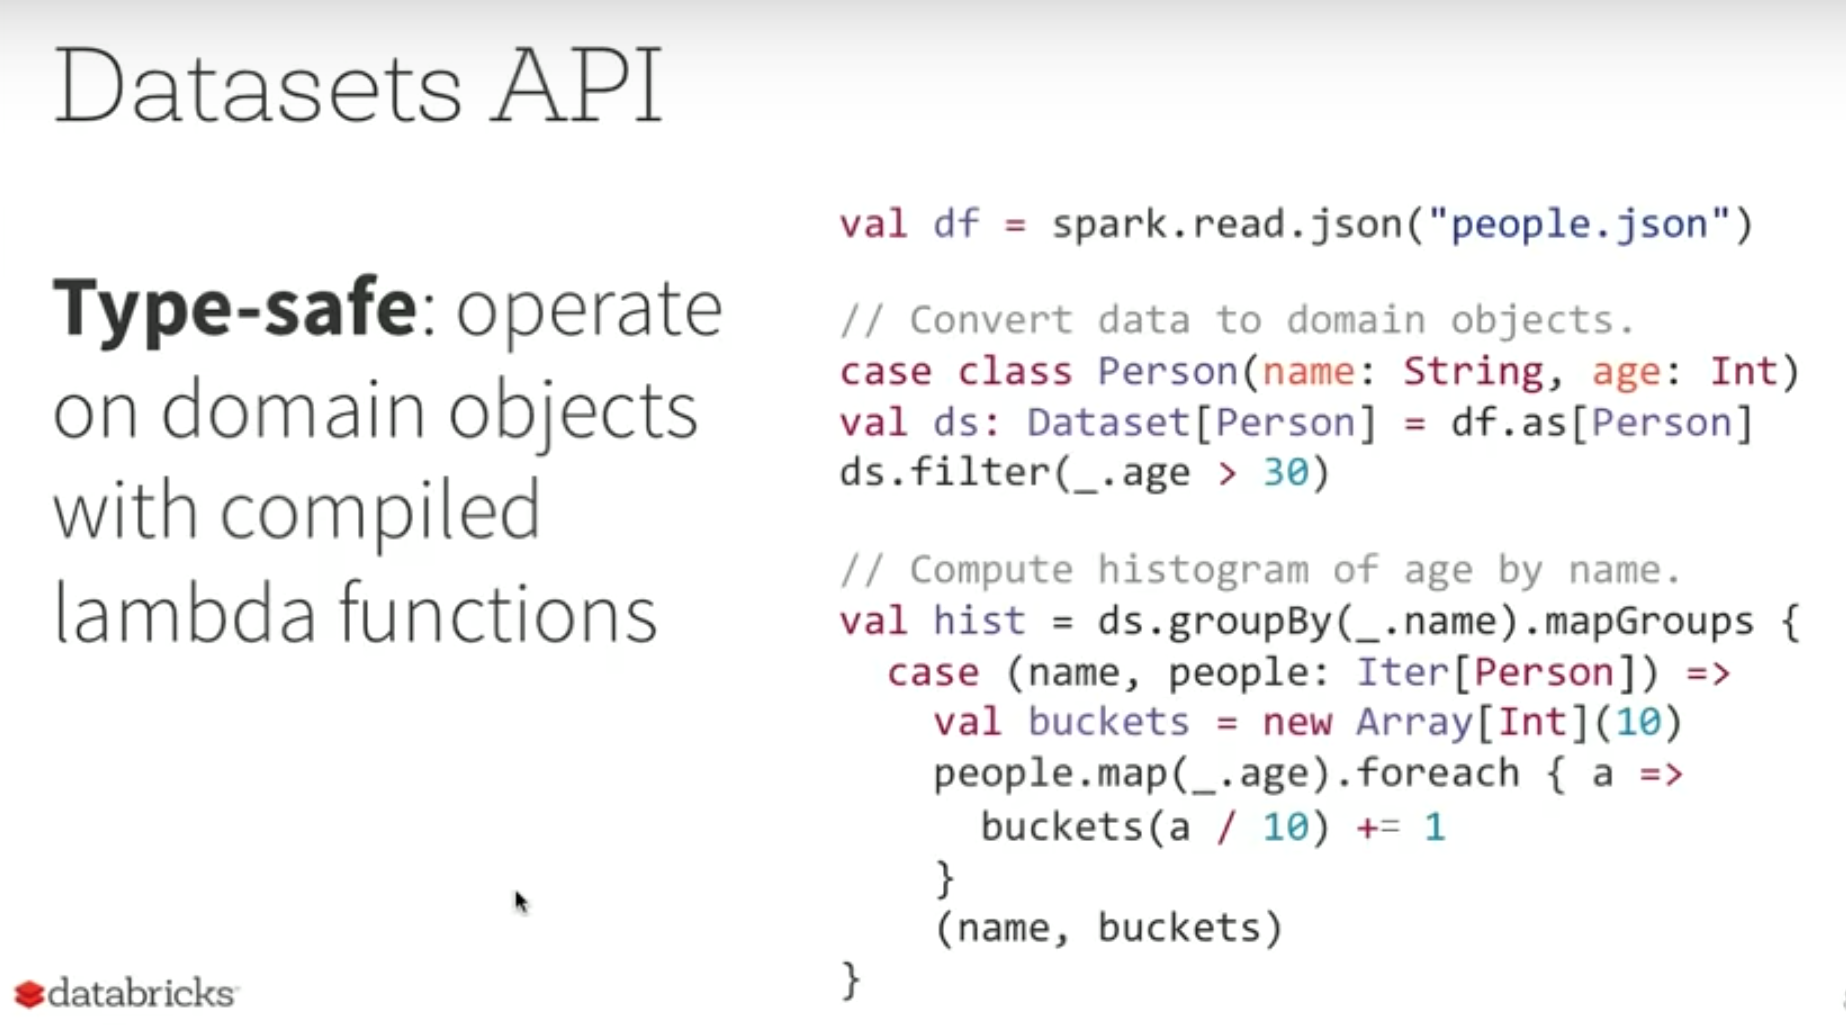 Datasets API
Type-safe: operate
on domain objects
with compiled
lambda functions
val df = spark.read.json("people.json")
// Convert data to domain objects.
case class Person(name: String, age: Int)
val ds: Dataset[Person] = df.as[Person]
ds.filter(_.age > 30)
// Compute histogram of age by name.
val hist = ds.groupBy(_.name).mapGroups {
  case (name, people: Iter[Person]) =>
    val buckets = new Array[Int](10)
    people.map(_.age).foreach { a =>
      buckets(a / 10) += 1
    }
    (name, buckets)
}
databricks